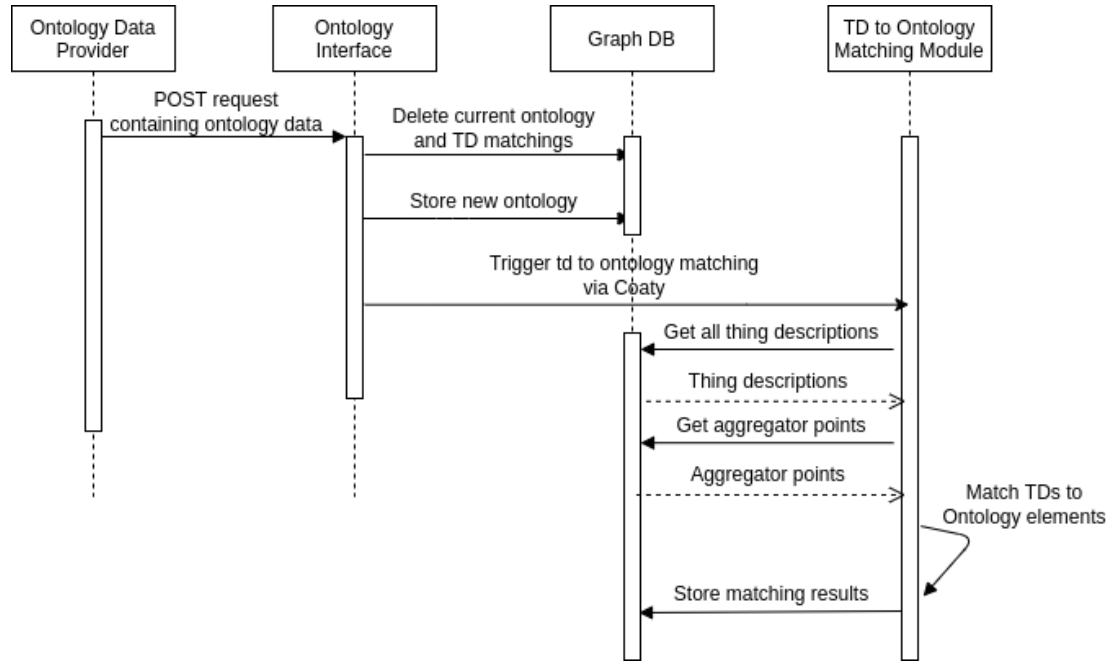 Ontology Data
Provider
Ontology
Interface
Graph DB
TD to Ontology
Matching Module
POST request
containing ontology data
Delete current ontology
and TD matchings
Store new ontology
Trigger td to ontology matching
via Coaty
Get all thing descriptions
Thing descriptions
Get aggregator points
Aggregator points
Match TDs to
Ontology elements
Store matching results